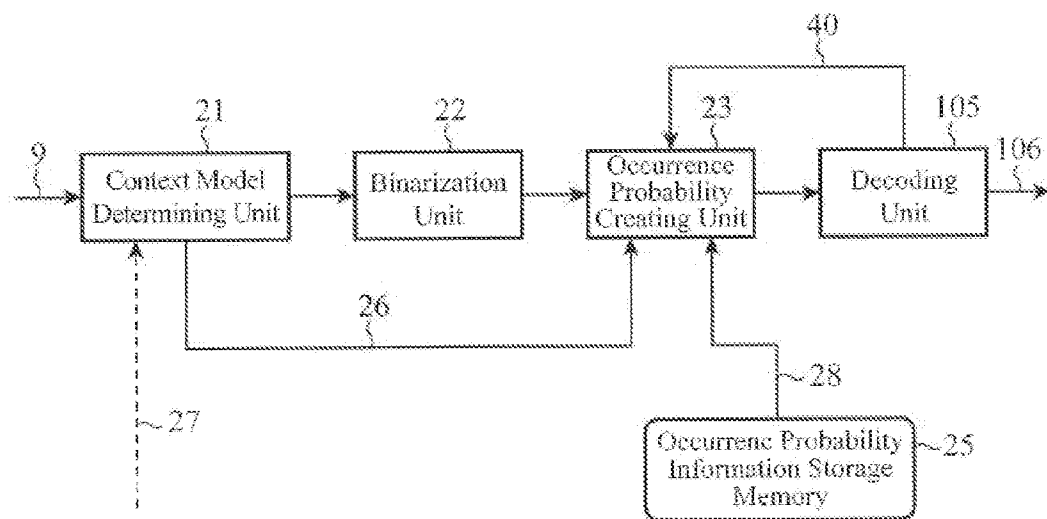 40
21
22
23
105
9
106
Context Model
Determining Unit
Binarization
Unit
Occurrence
Probability
Creating Unit
Decoding
Unit
26
28
27
Occurrenc Probability
Information Storage
Memory
25